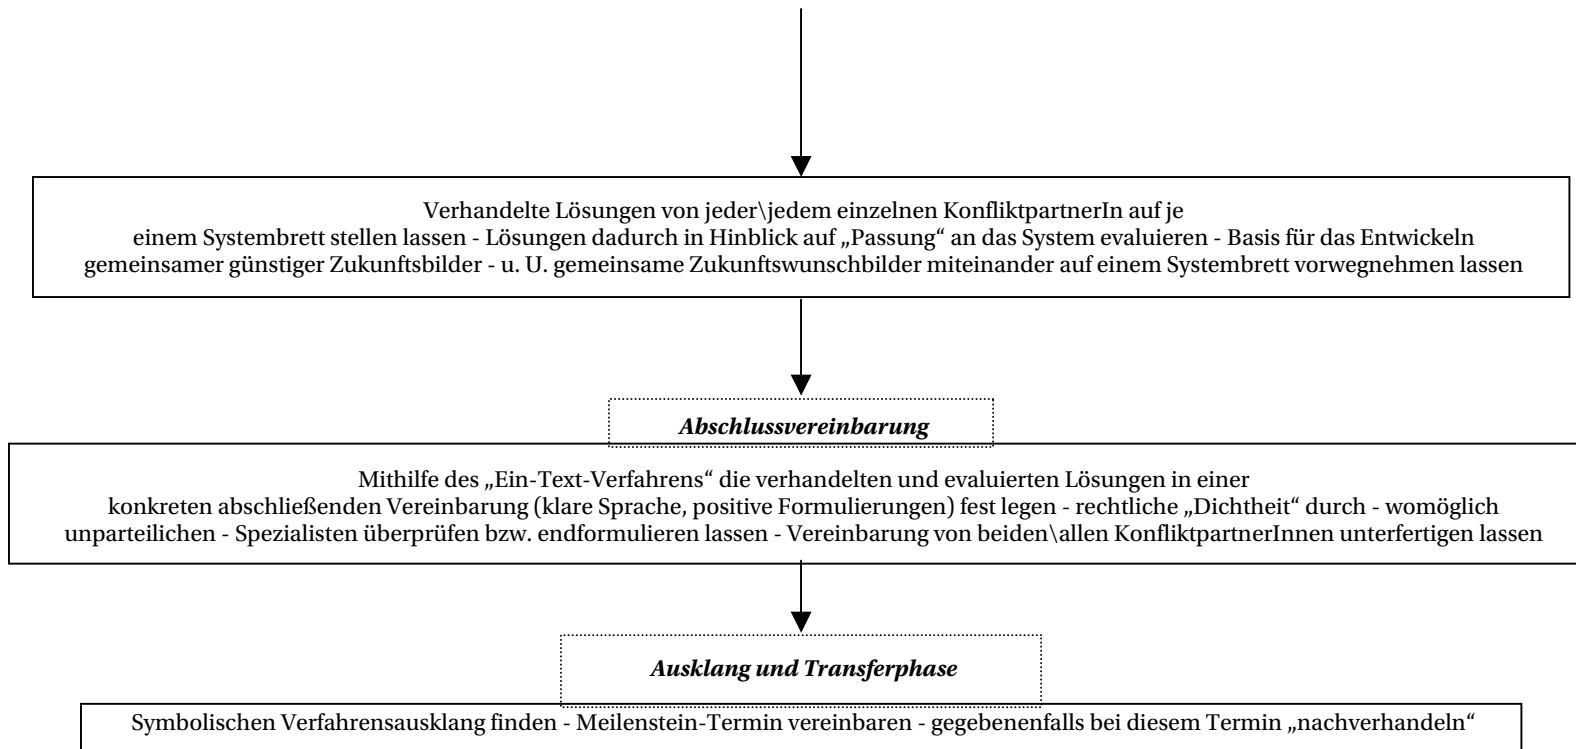 Verhandelte Lösungen von jeder\jedem einzelnen KonfliktpartnerIn auf je
einem Systembrett stellen lassen - Lösungen dadurch in Hinblick auf „Passung“ an das System evaluieren - Basis für das Entwickeln
gemeinsamer günstiger Zukunftsbilder - u. U. gemeinsame Zukunftswunschbilder miteinander auf einem Systembrett vorwegnehmen lassen
Abschlussvereinbarung
Mithilfe des „Ein-Text-Verfahrens“ die verhandelten und evaluierten Lösungen in einer
konkreten abschließenden Vereinbarung (klare Sprache, positive Formulierungen) fest legen - rechtliche „Dichtheit“ durch - womöglich
unparteilichen - Spezialisten überprüfen bzw. endformulieren lassen - Vereinbarung von beiden\allen KonfliktpartnerInnen unterfertigen lassen
Ausklang und Transferphase
Symbolischen Verfahrensausklang finden - Meilenstein-Termin vereinbaren - gegebenenfalls bei diesem Termin „nachverhandeln“